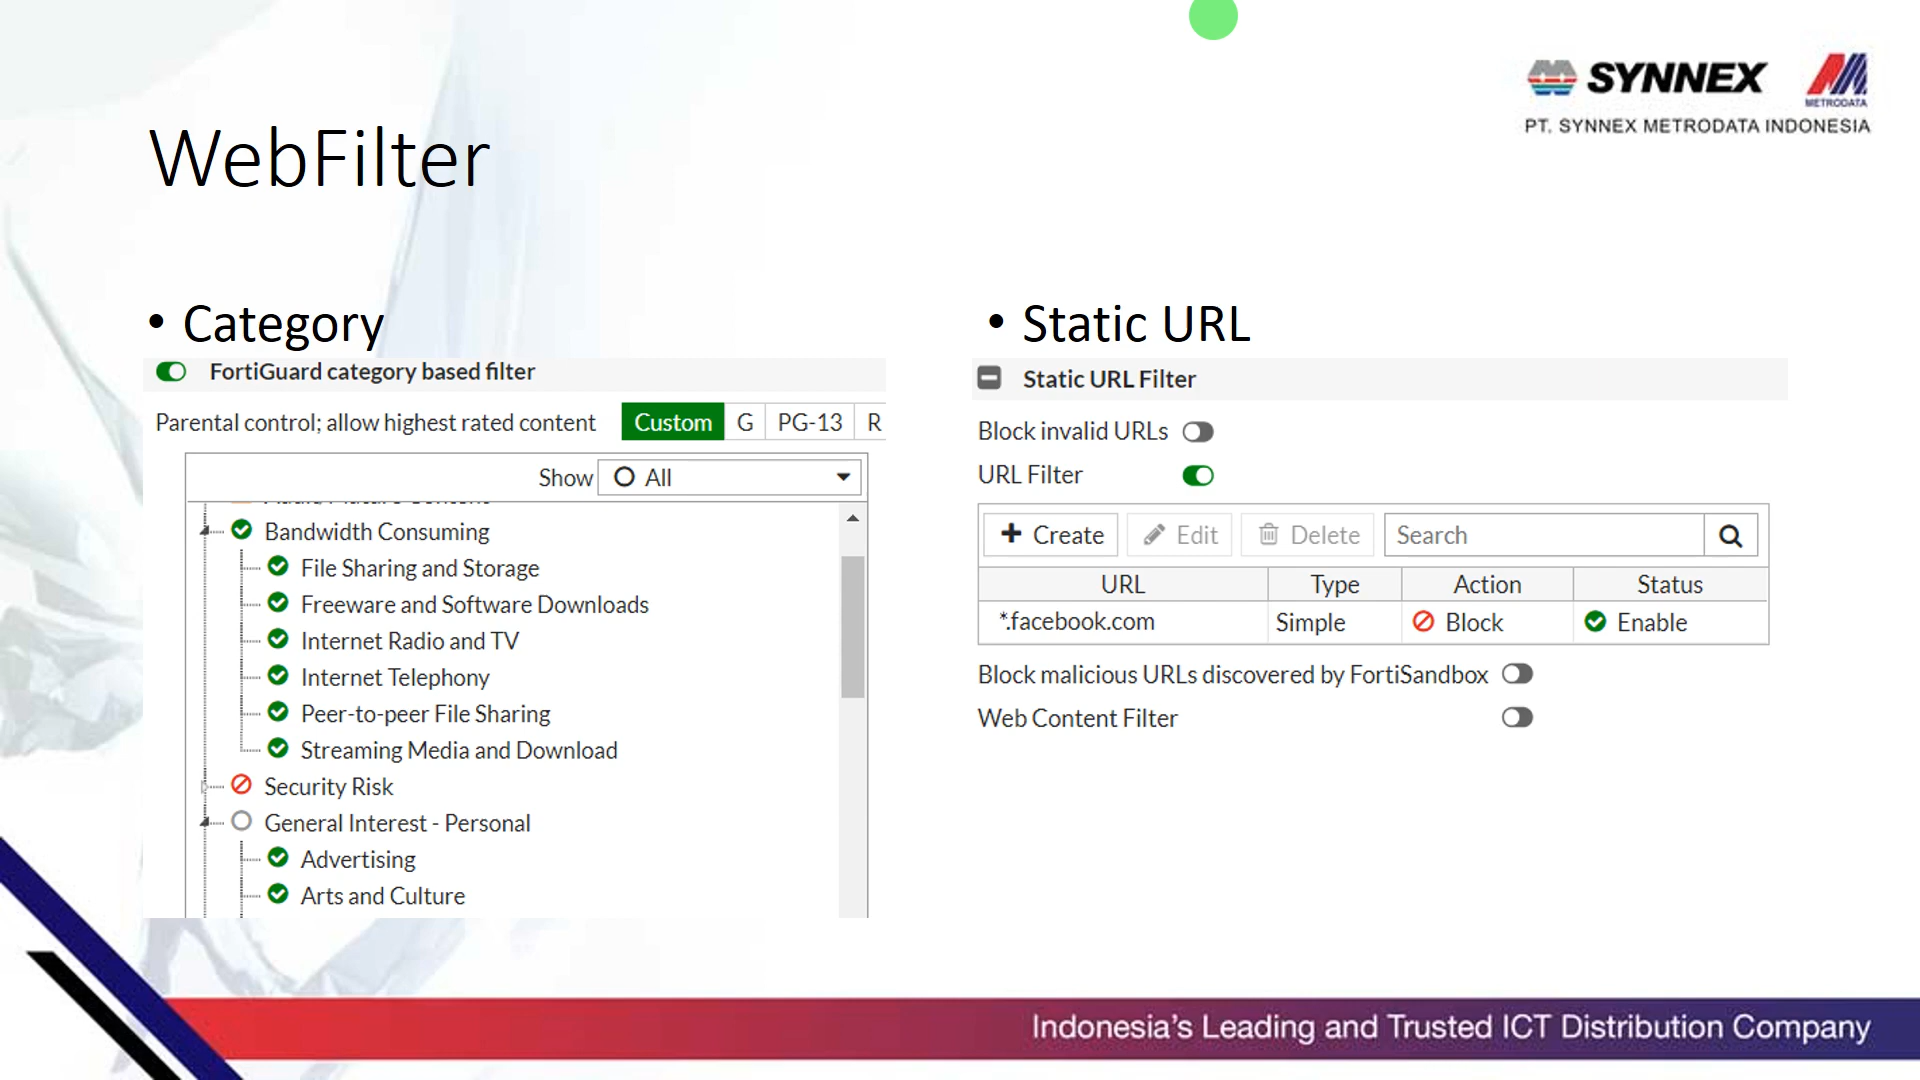 SYNNEX
METRODATA
PT. SYNNEX METRODATA INDONESIA
WebFilter
• Category
FortiGuard category based filter
Parental control; allow highest rated content Custom G PG-13 R
Show All
Bandwidth Consuming
File Sharing and Storage
Freeware and Software Downloads
Internet Radio and TV
Internet Telephony
Peer-to-peer File Sharing
Streaming Media and Download
Security Risk
General Interest - Personal
Advertising
Arts and Culture
• Static URL
Static URL Filter
Block invalid URLs
URL Filter
Create Edit Delete Search
URL Type Action Status
*.facebook.com Simple Block Enable
Block malicious URLs discovered by FortiSandbox
Web Content Filter
Indonesia's Leading and Trusted ICT Distribution Company